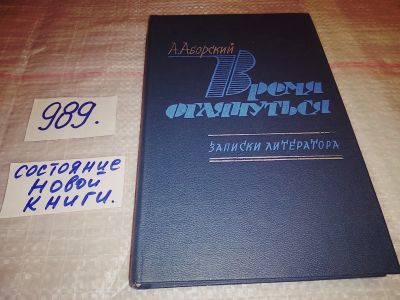 989.
СОСТОЯНИЕ
НОВОЙ
КНИГИ.
А. Аборский
Время
оглянуться
ЗАПИСКИ ЛИТЕРАТОРА